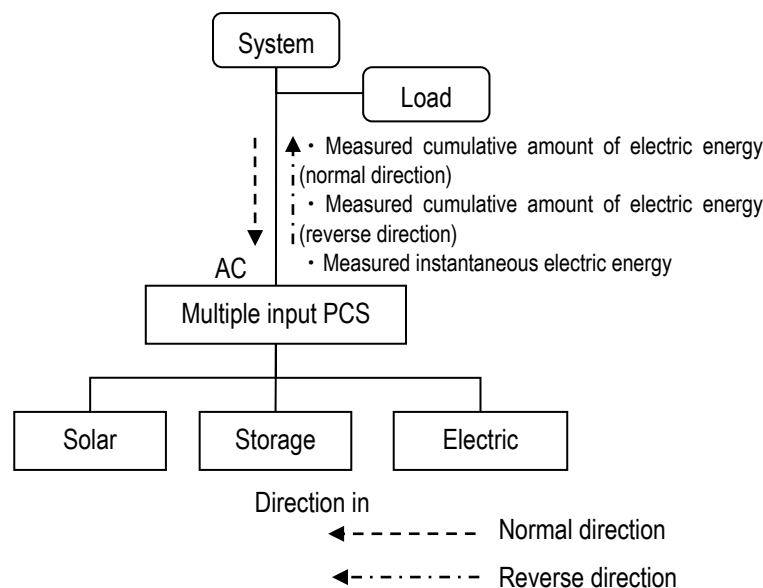 System
Load
・Measured cumulative amount of electric energy
(normal direction)
・Measured cumulative amount of electric energy
(reverse direction)
・Measured instantaneous electric energy
AC
Multiple input PCS
Solar
Storage
Electric
Direction in
Normal direction
Reverse direction